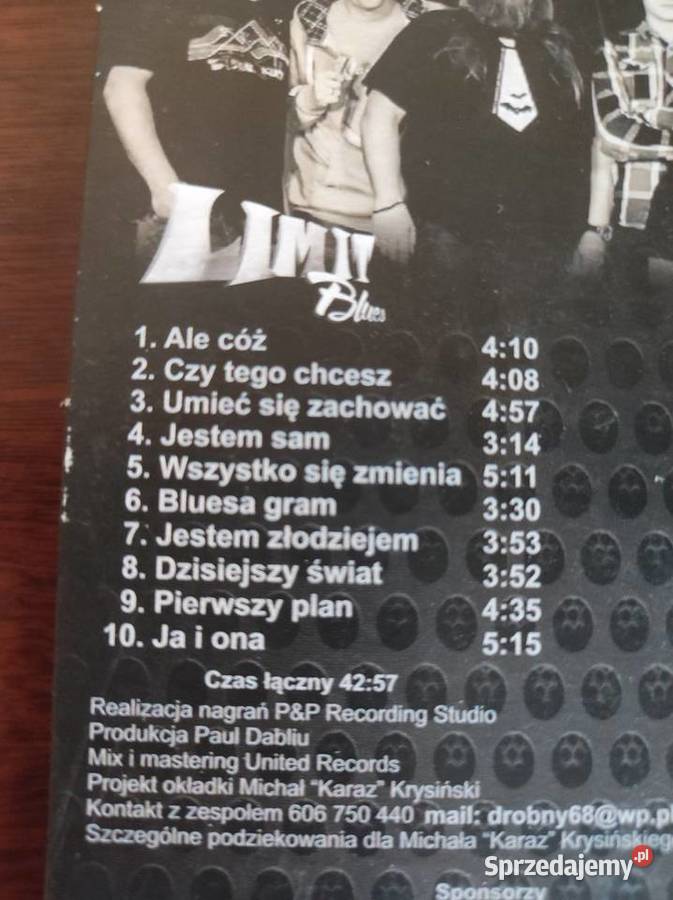 LIMIT
Blues
1. Ale cóż 4:10
2. Czy tego chcesz 4:08
3. Umieć się zachować 4:57
4. Jestem sam 3:14
5. Wszystko się zmienia 5:11
6. Bluesa gram 3:30
7. Jestem złodziejem 3:53
8. Dzisiejszy świat 3:52
9. Pierwszy plan 4:35
10. Ja i ona 5:15
Czas łączny 42:57
Realizacja nagrań P&P Recording Studio
Produkcja Paul Dabliu
Mix i mastering United Records
Projekt okładki Michał "Karaz" Krysiński
Kontakt z zespołem 606 750 440 mail: drobny68@wp.pl
Szczególne podziekowania dla Michała "Karaz" Krysińskieg
Sprzedajemy.pl
Sponsorzy